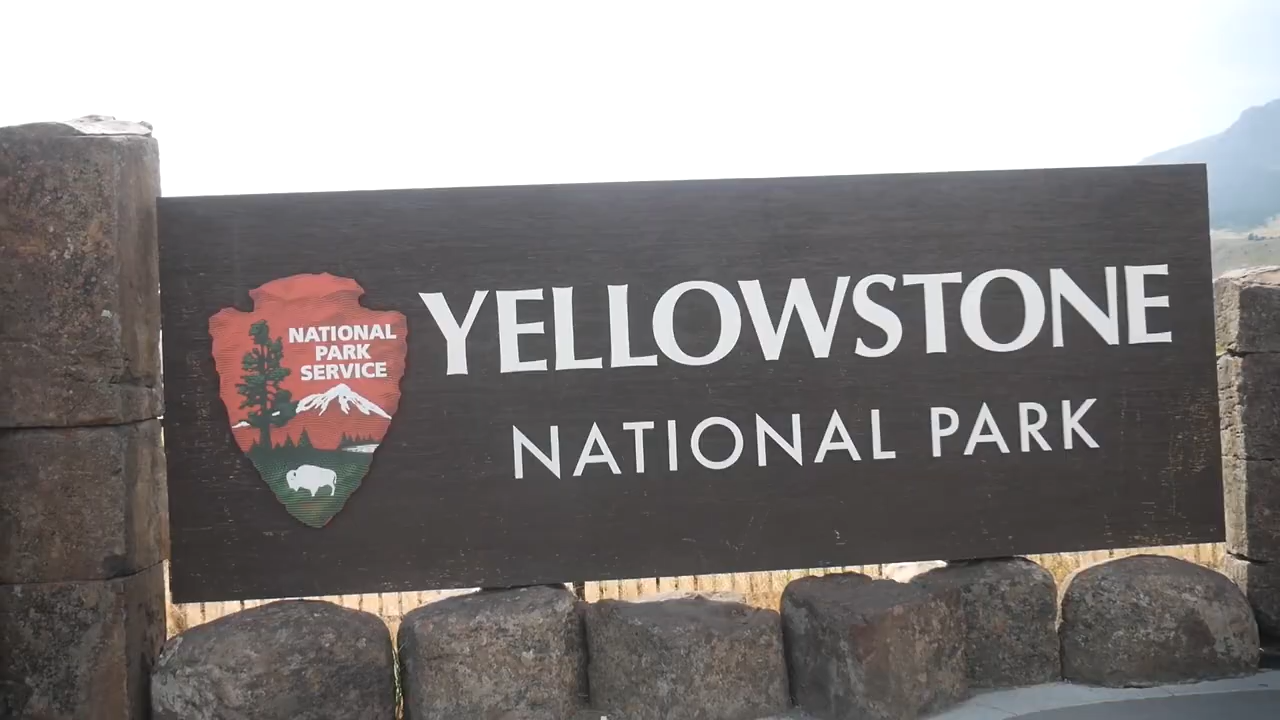 NATIONAL
PARK
SERVICE
YELLOWSTONE
NATIONAL PARK